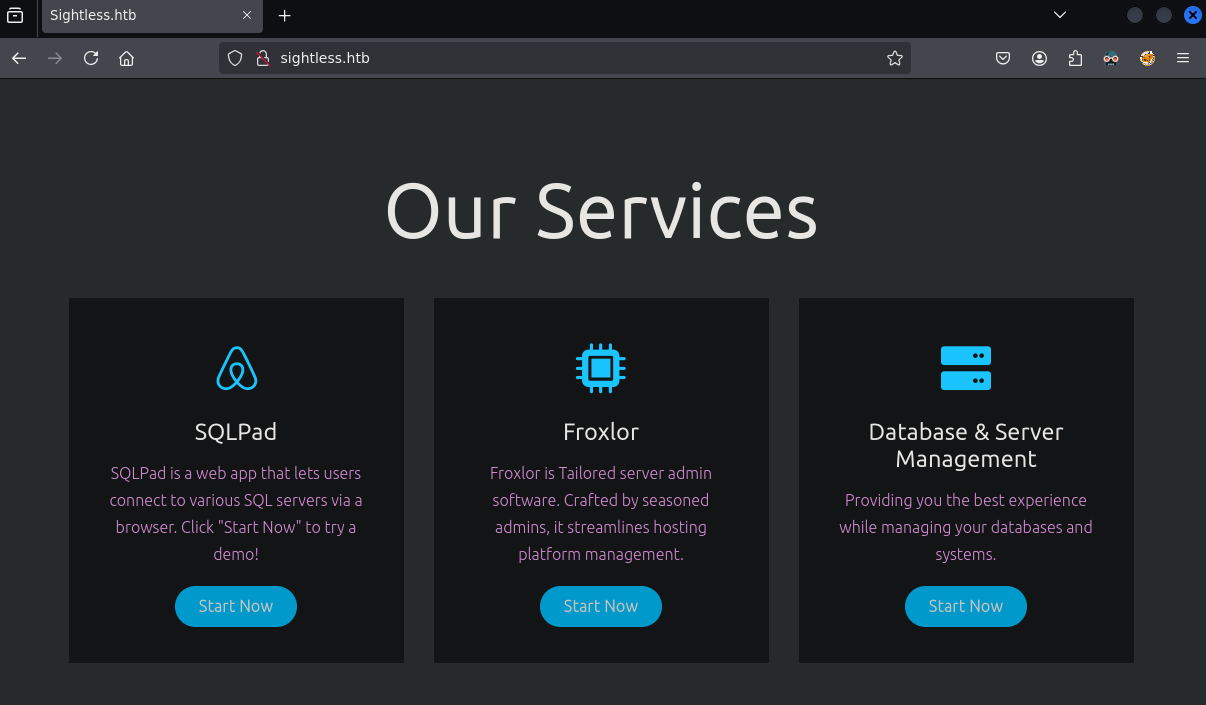 Sightless.htb
sightless.htb
Our Services
SQLPad
SQLPad is a web app that lets users
connect to various SQL servers via a
browser. Click "Start Now" to try a
demo!
Start Now
Froxlor
Froxlor is Tailored server admin
software. Crafted by seasoned
admins, it streamlines hosting
platform management.
Start Now
Database & Server
Management
Providing you the best experience
while managing your databases and
systems.
Start Now